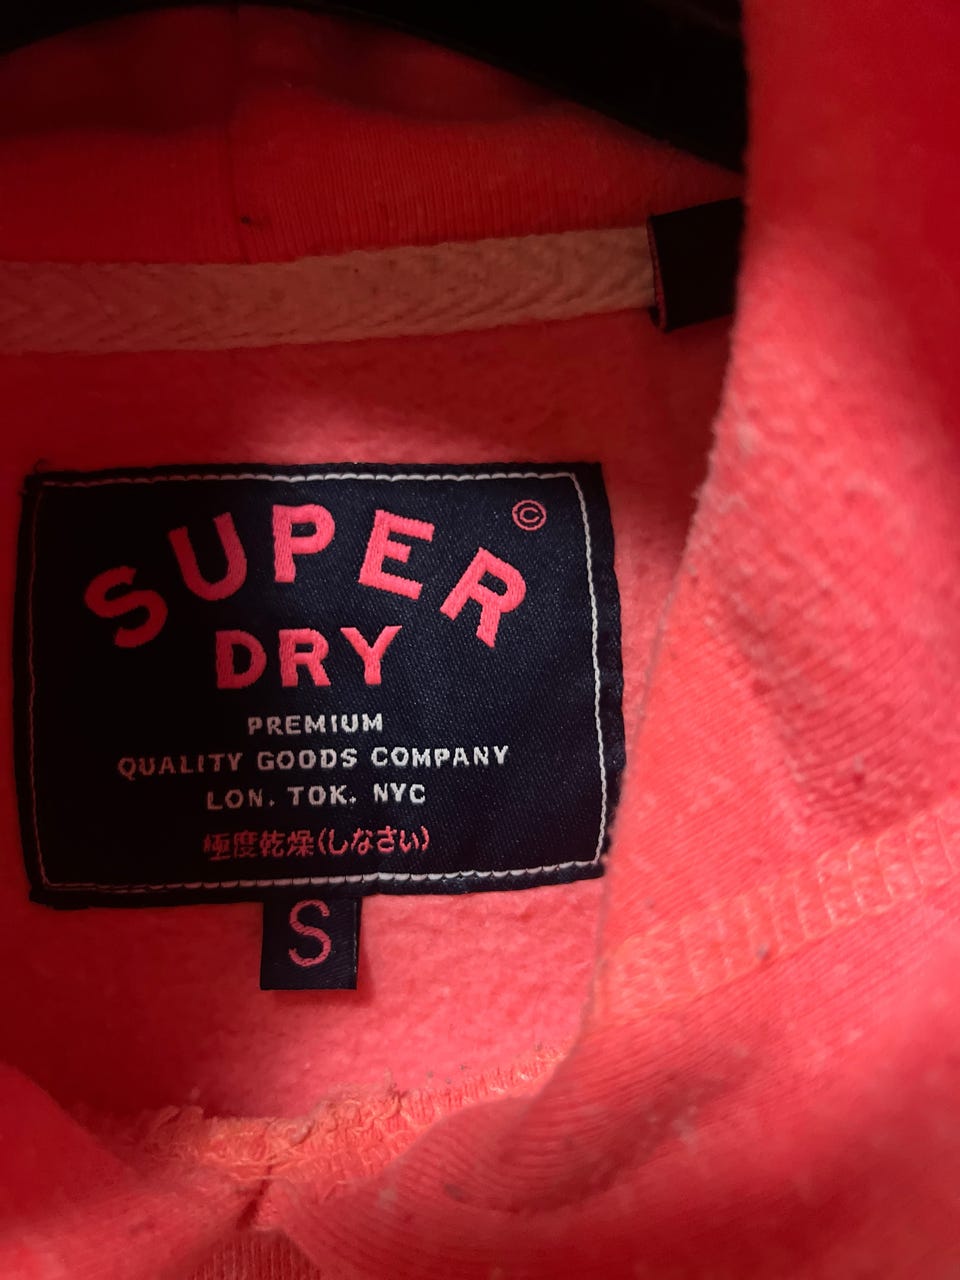 SUPER ©
DRY
PREMIUM
QUALITY GOODS COMPANY
LON. TOK. NYC
極度乾燥(しなさい)
S